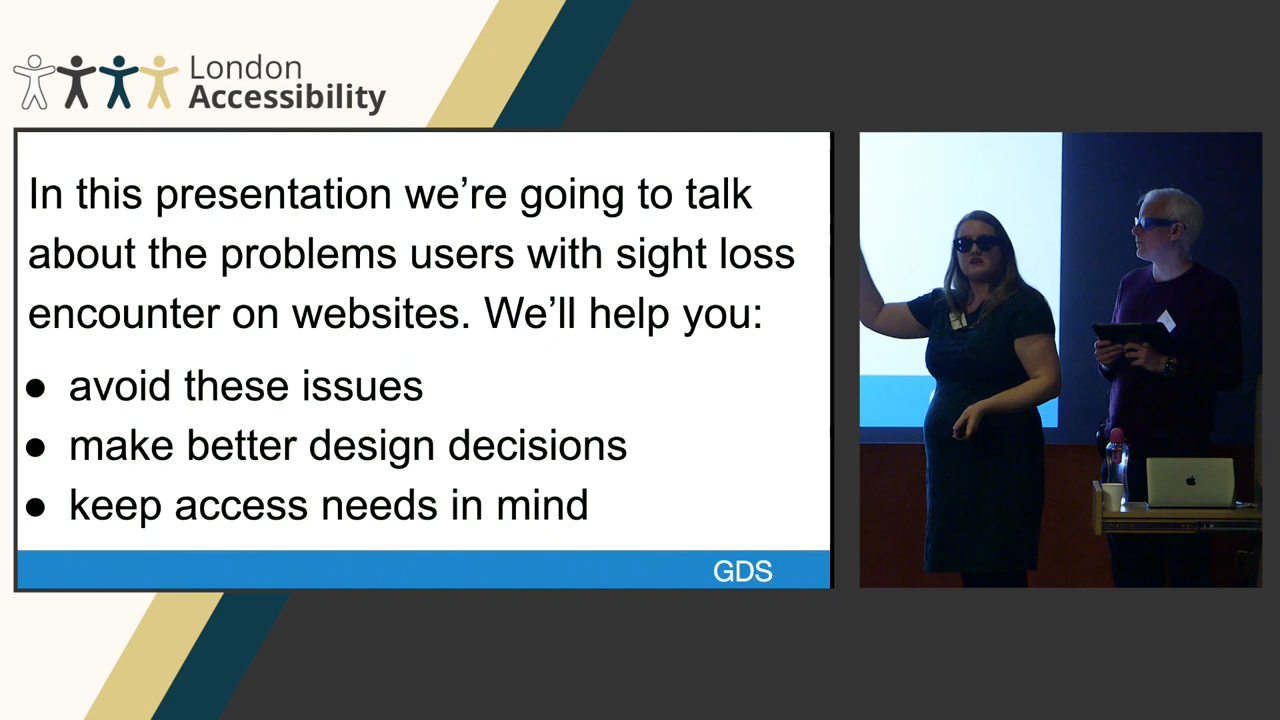 London
Accessibility
In this presentation we’re going to talk
about the problems users with sight loss
encounter on websites. We’ll help you:
● avoid these issues
● make better design decisions
● keep access needs in mind
GDS